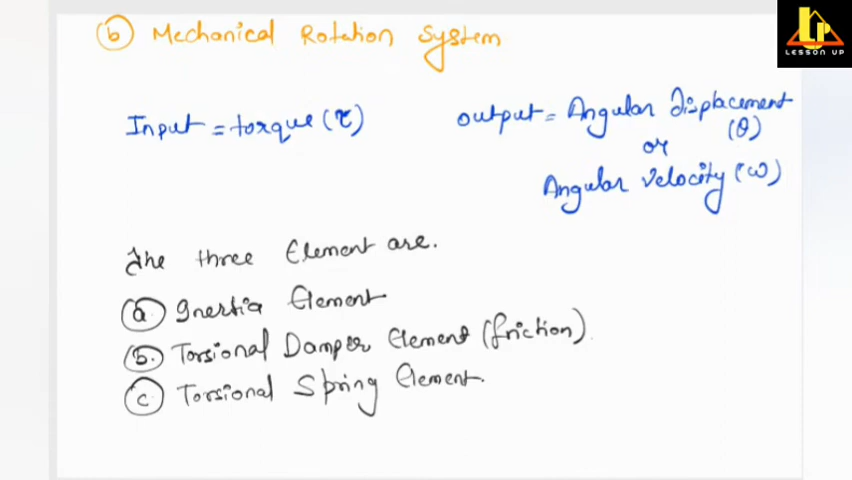 (b) Mechanical Rotation System
LESSON UP
Input = torque (τ)
output = Angular Displacement (θ)
or
Angular velocity (ω)
The three Element are.
(a) Inertia Element
(b) Torsional Damper Element (friction)
(c) Torsional Spring Element.